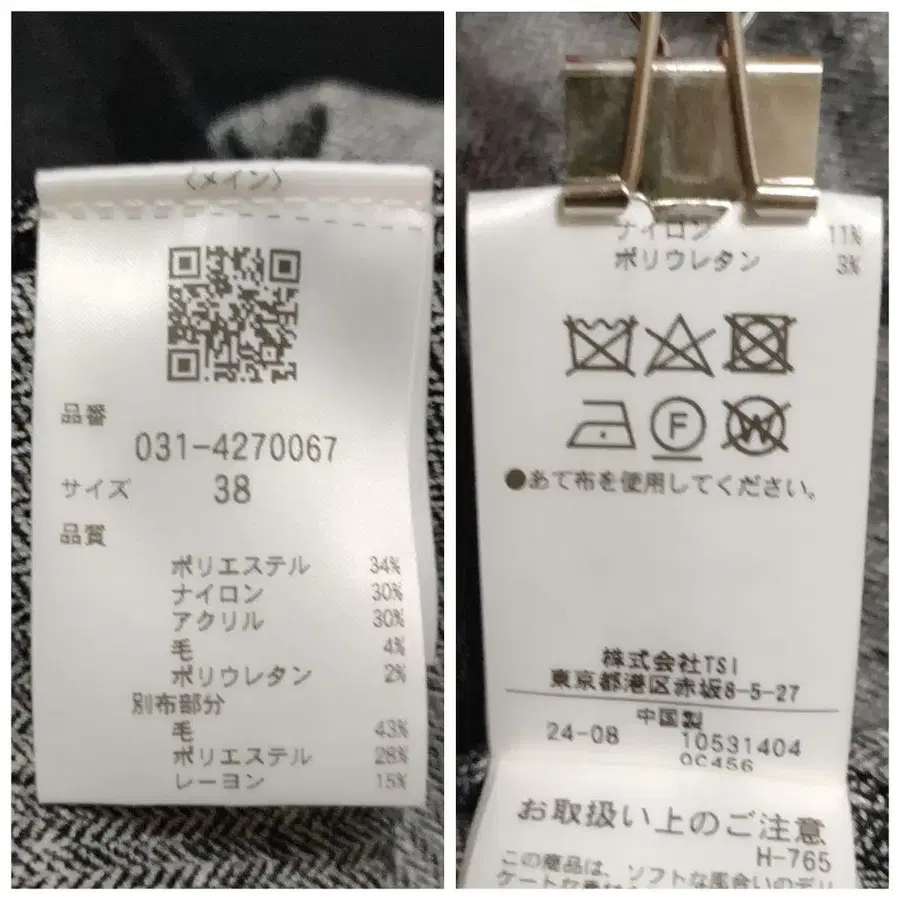 〈メイン〉
品番
031-4270067
サイズ 38
品質
ポリエステル 34%
ナイロン 30%
アクリル 30%
毛 4%
ポリウレタン 2%
別布部分
毛 43%
ポリエステル 28%
レーヨン 15%
ナイロン 11%
ポリウレタン 3%
F
W
●あて布を使用してください。
株式会社TSI
東京都港区赤坂8-5-27
中国製
24-08 10531404
0C456
お取扱い上のご注意
H-765
この商品は、ソフトな風合いのデリ